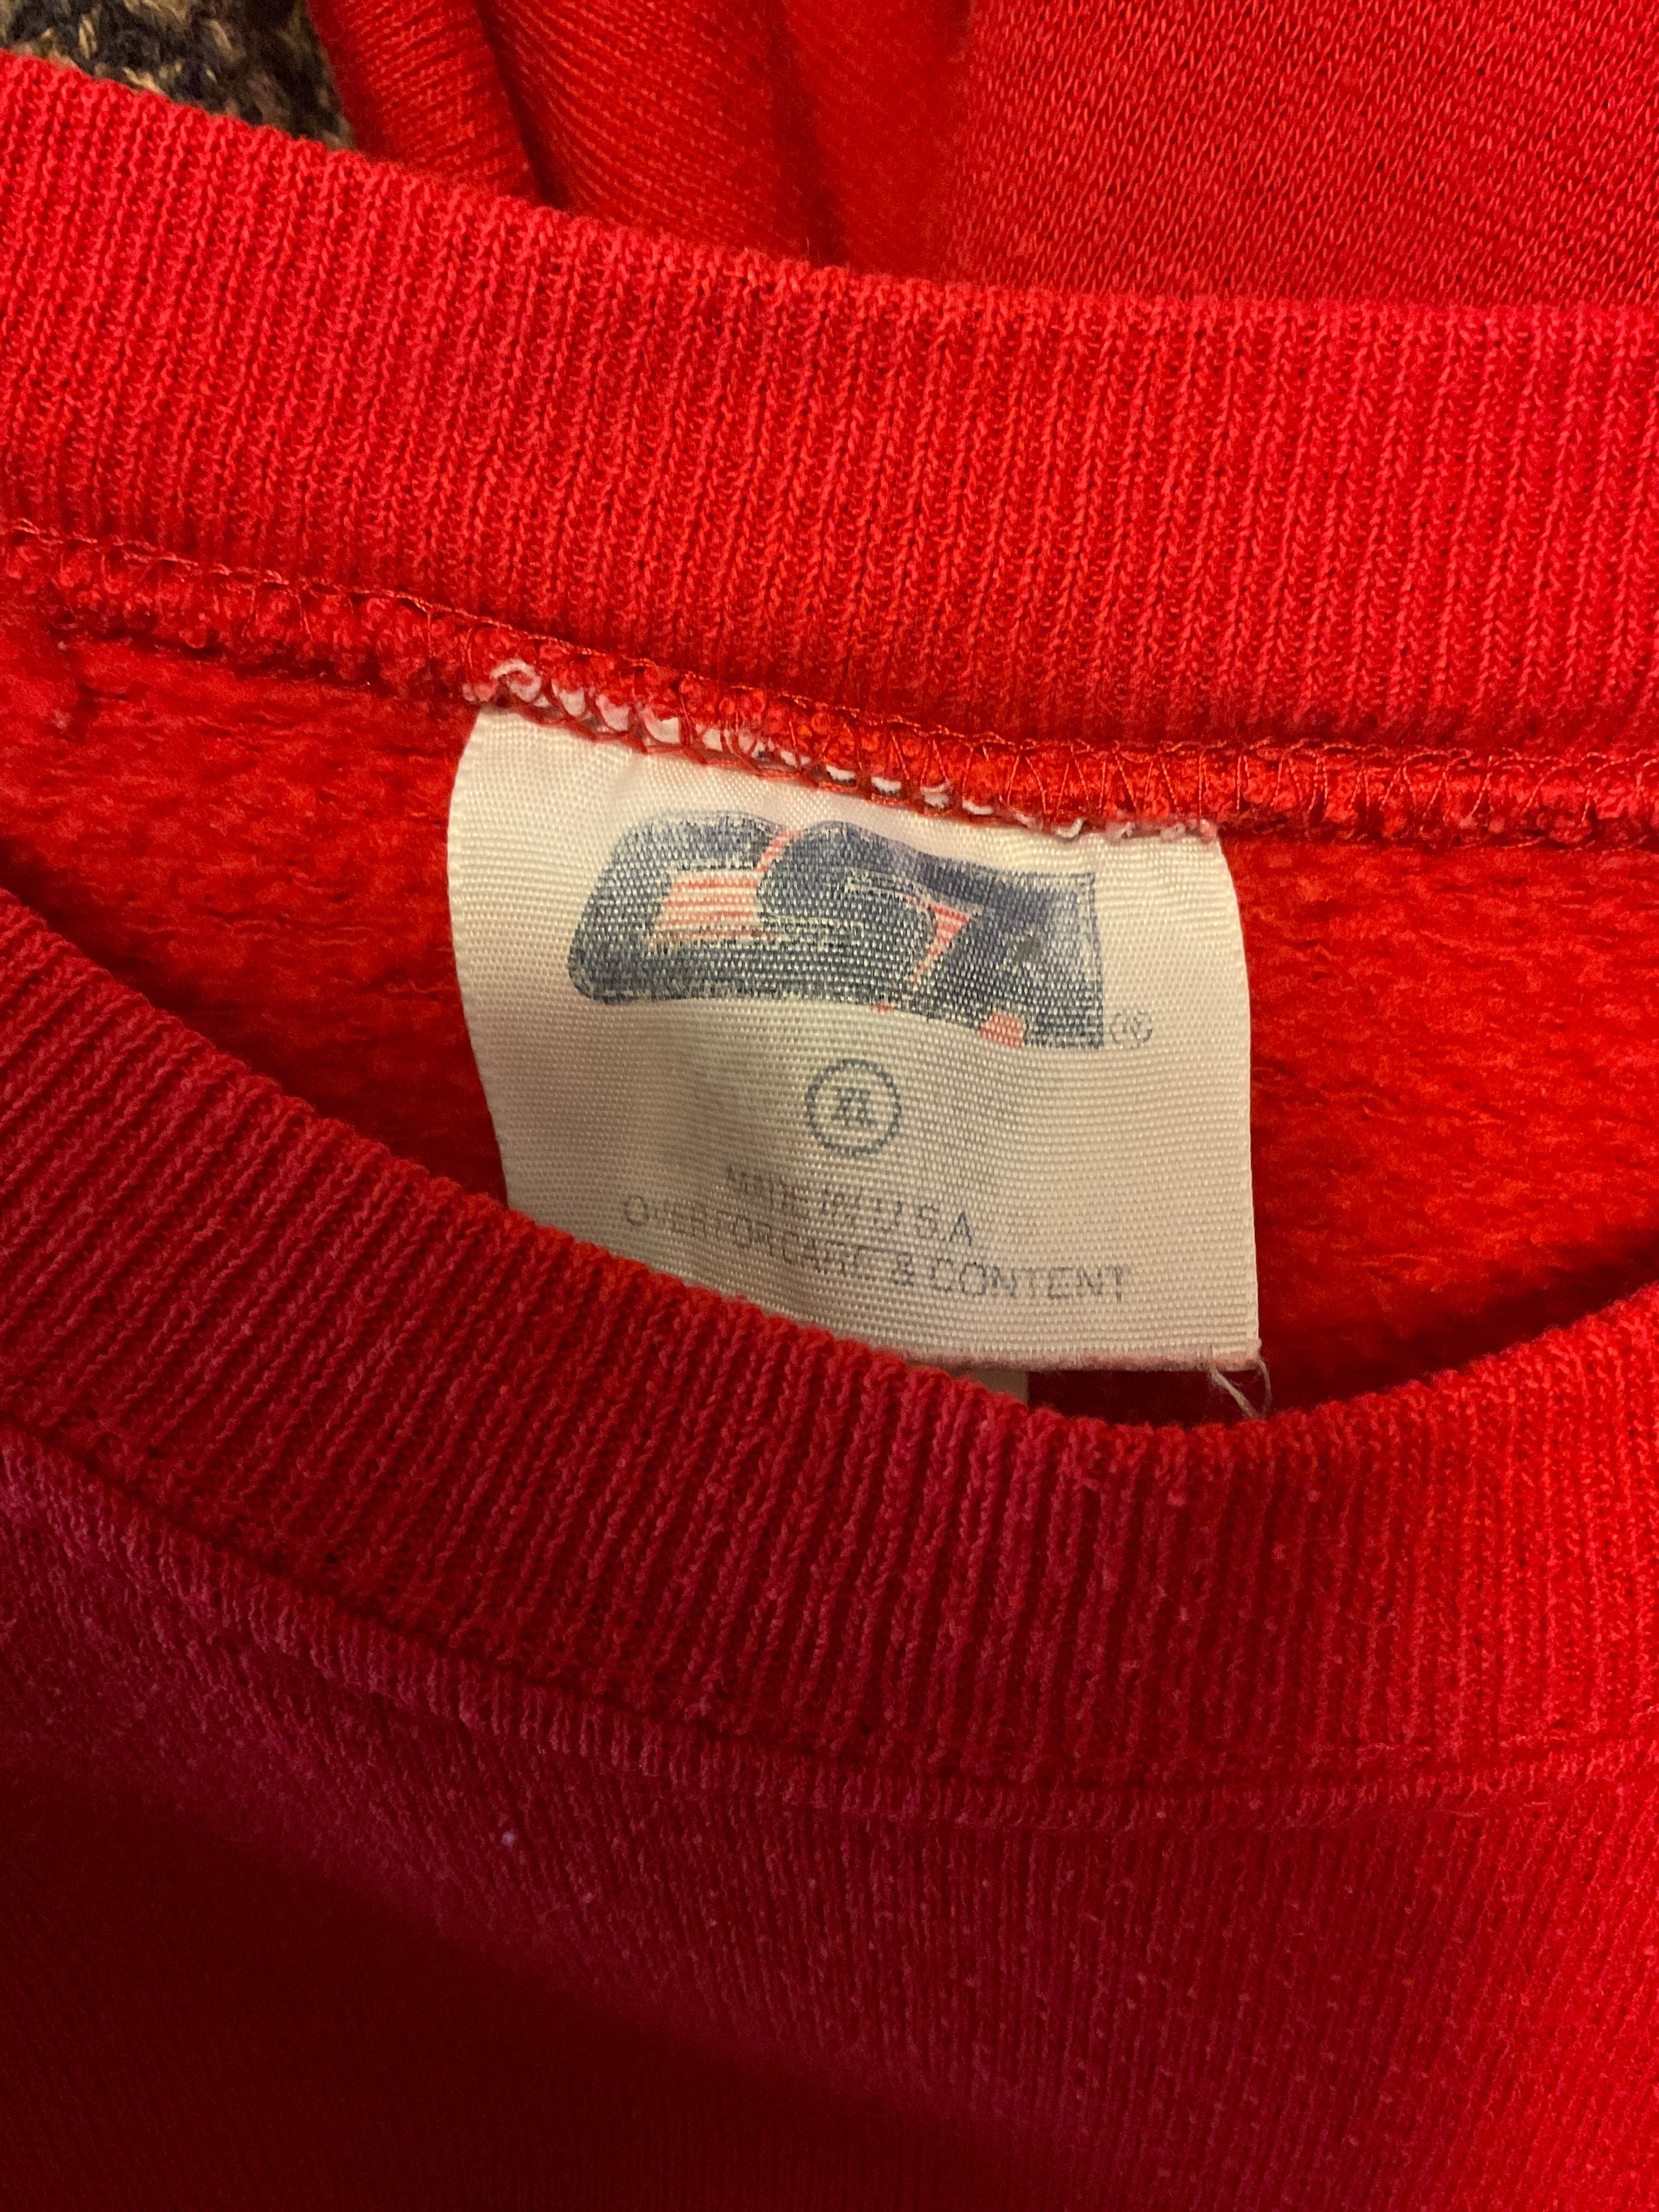 ®
XL
MADE IN U.S.A
OVER FOR CARE & CONTENT